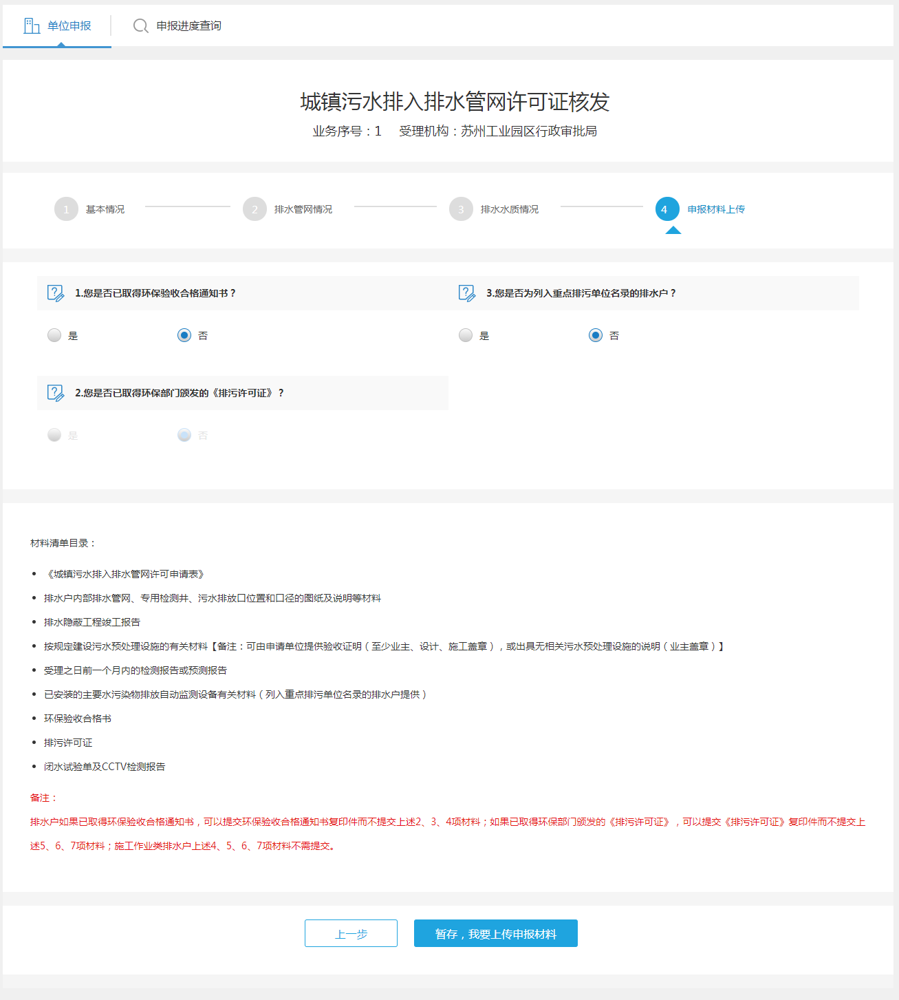 单位申报
申报进度查询
城镇污水排入排水管网许可证核发
业务序号：1 受理机构：苏州工业园区行政审批局
1 基本情况
2 排水管网情况
3 排水水质情况
4 申报材料上传
1.您是否已取得环保验收合格通知书？
是 否
3.您是否为列入重点排污单位名录的排水户？
是 否
2.您是否已取得环保部门颁发的《排污许可证》？
是 否
材料清单目录：
• 《城镇污水排入排水管网许可申请表》
• 排水户内部排水管网、专用检测井、污水排放口位置和口径的图纸及说明等材料
• 排水隐蔽工程竣工报告
• 按规定建设污水预处理设施的有关材料【备注：可由申请单位提供验收证明（至少业主、设计、施工盖章），或出具无相关污水预处理设施的说明（业主盖章）】
• 受理之日前一个月内的检测报告或预测报告
• 已安装的主要水污染物排放自动监测设备有关材料（列入重点排污单位名录的排水户提供）
• 环保验收合格书
• 排污许可证
• 闭水试验单及CCTV检测报告
备注：
排水户如果已取得环保验收合格通知书，可以提交环保验收合格通知书复印件而不提交上述2、3、4项材料；如果已取得环保部门颁发的《排污许可证》，可以提交《排污许可证》复印件而不提交上
述5、6、7项材料；施工作业类排水户上述4、5、6、7项材料不需提交。
上一步
暂存，我要上传申报材料